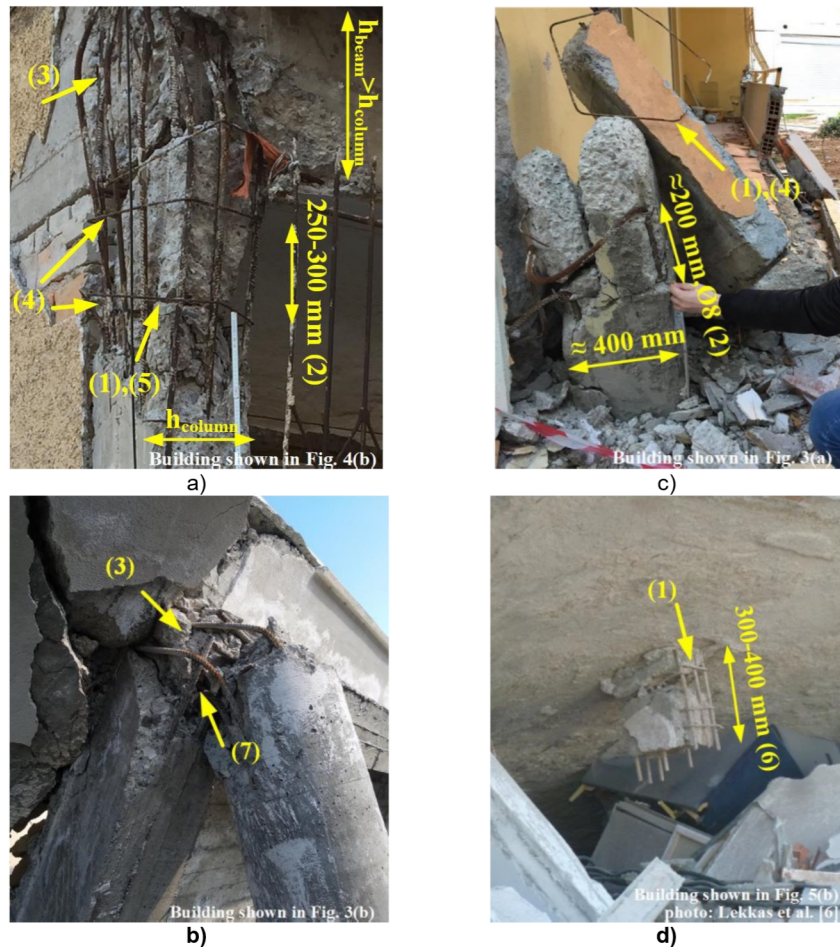 (3)
h_beam>h_column
250-300 mm (2)
(4)
(1),(5)
h_column
Building shown in Fig. 4(b)
a)
(1),(4)
≈200 mm,Ø8 (2)
≈ 400 mm
Building shown in Fig. 3(a)
c)
(3)
(7)
Building shown in Fig. 3(b)
b)
(1)
300-400 mm (6)
Building shown in Fig. 5(b)
photo: Lekkas et al. [6]
d)